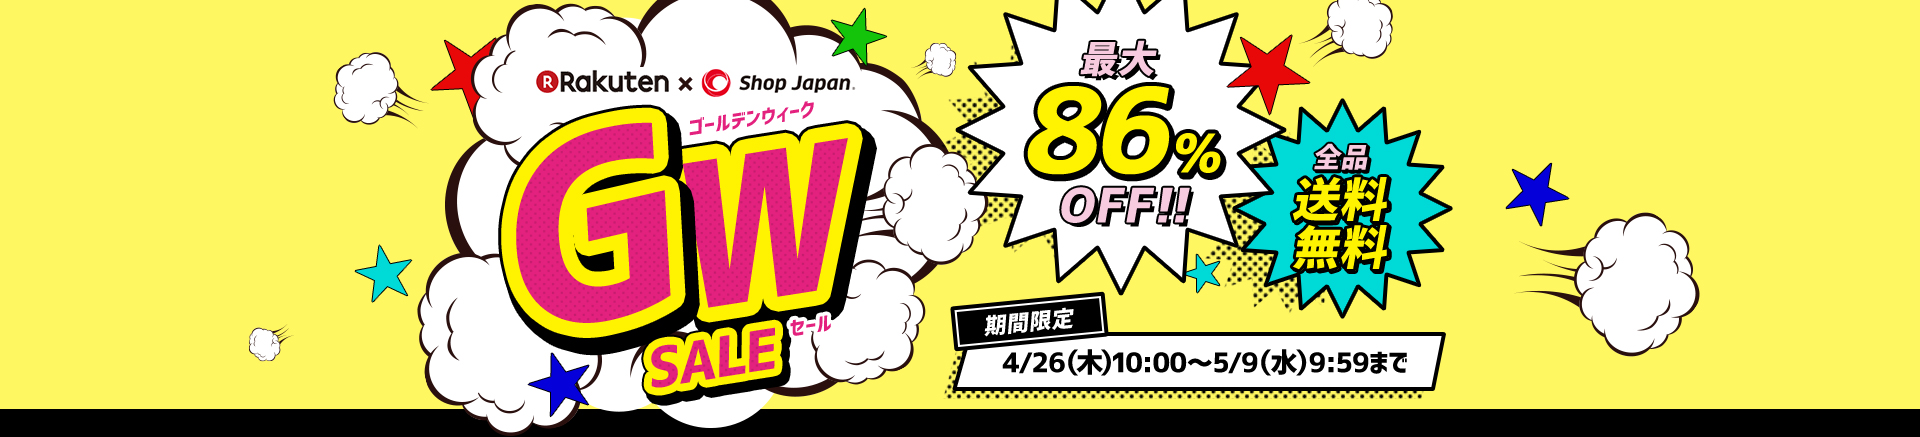 Rakuten × Shop Japan.
ゴールデンウィーク
GW
SALE セール
最大
86%
OFF!!
全品
送料
無料
期間限定
4/26(木)10:00〜5/9(水)9:59まで